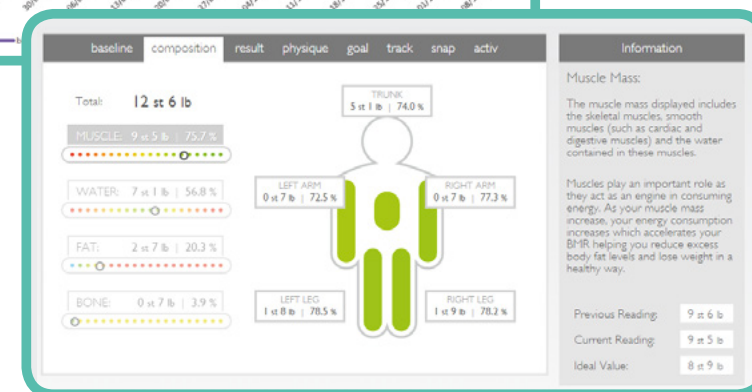 baseline composition result physique goal track snap activ
Total: 12 st 6 lb
MUSCLE: 9 st 5 lb | 75.7 %
WATER: 7 st 1 lb | 56.8 %
FAT: 2 st 7 lb | 20.3 %
BONE: 0 st 7 lb | 3.9 %
TRUNK
5 st 1 lb | 74.0 %
LEFT ARM
0 st 7 lb | 72.5 %
RIGHT ARM
0 st 7 lb | 77.3 %
LEFT LEG
1 st 8 lb | 78.5 %
RIGHT LEG
1 st 9 lb | 78.2 %
Information
Muscle Mass:
The muscle mass displayed includes
the skeletal muscles, smooth
muscles (such as cardiac and
digestive muscles) and the water
contained in these muscles.
Muscles play an important role as
they act as an engine in consuming
energy. As your muscle mass
increase, your energy consumption
increases which accelerates your
BMR helping you reduce excess
body fat levels and lose weight in a
healthy way.
Previous Reading: 9 st 6 lb
Current Reading: 9 st 5 lb
Ideal Value: 8 st 9 lb